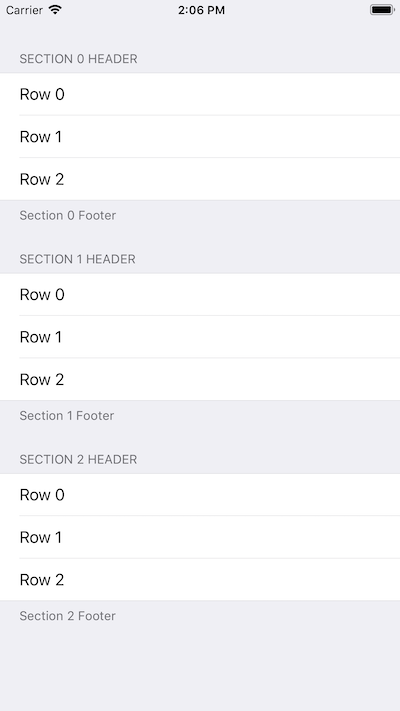 Carrier 2:06 PM
SECTION 0 HEADER
Row 0
Row 1
Row 2
Section 0 Footer
SECTION 1 HEADER
Row 0
Row 1
Row 2
Section 1 Footer
SECTION 2 HEADER
Row 0
Row 1
Row 2
Section 2 Footer